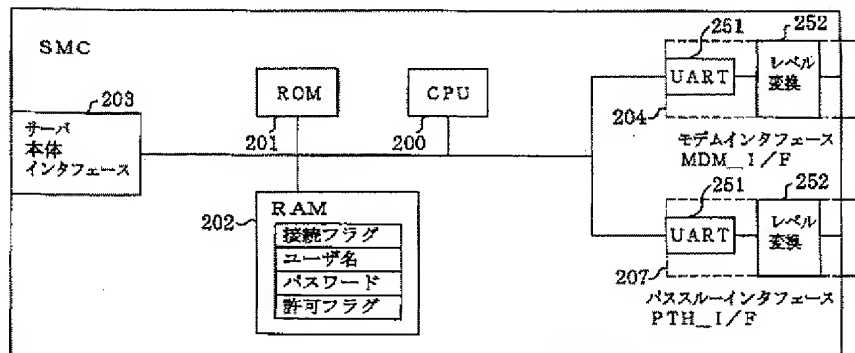 SMC
203
サーバ
本体
インタフェース
ROM
201
CPU
200
202
RAM
接続フラグ
ユーザ名
パスワード
許可フラグ
251
252
UART
レベル
変換
204
モデムインタフェース
MDM_I/F
251
252
UART
レベル
変換
207
パススルーインタフェース
PTH_I/F